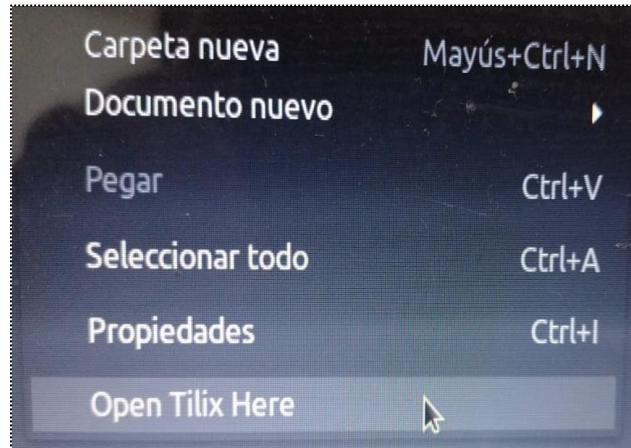 Carpeta nueva Mayús+Ctrl+N
Documento nuevo
Pegar Ctrl+V
Seleccionar todo Ctrl+A
Propiedades Ctrl+I
Open Tilix Here